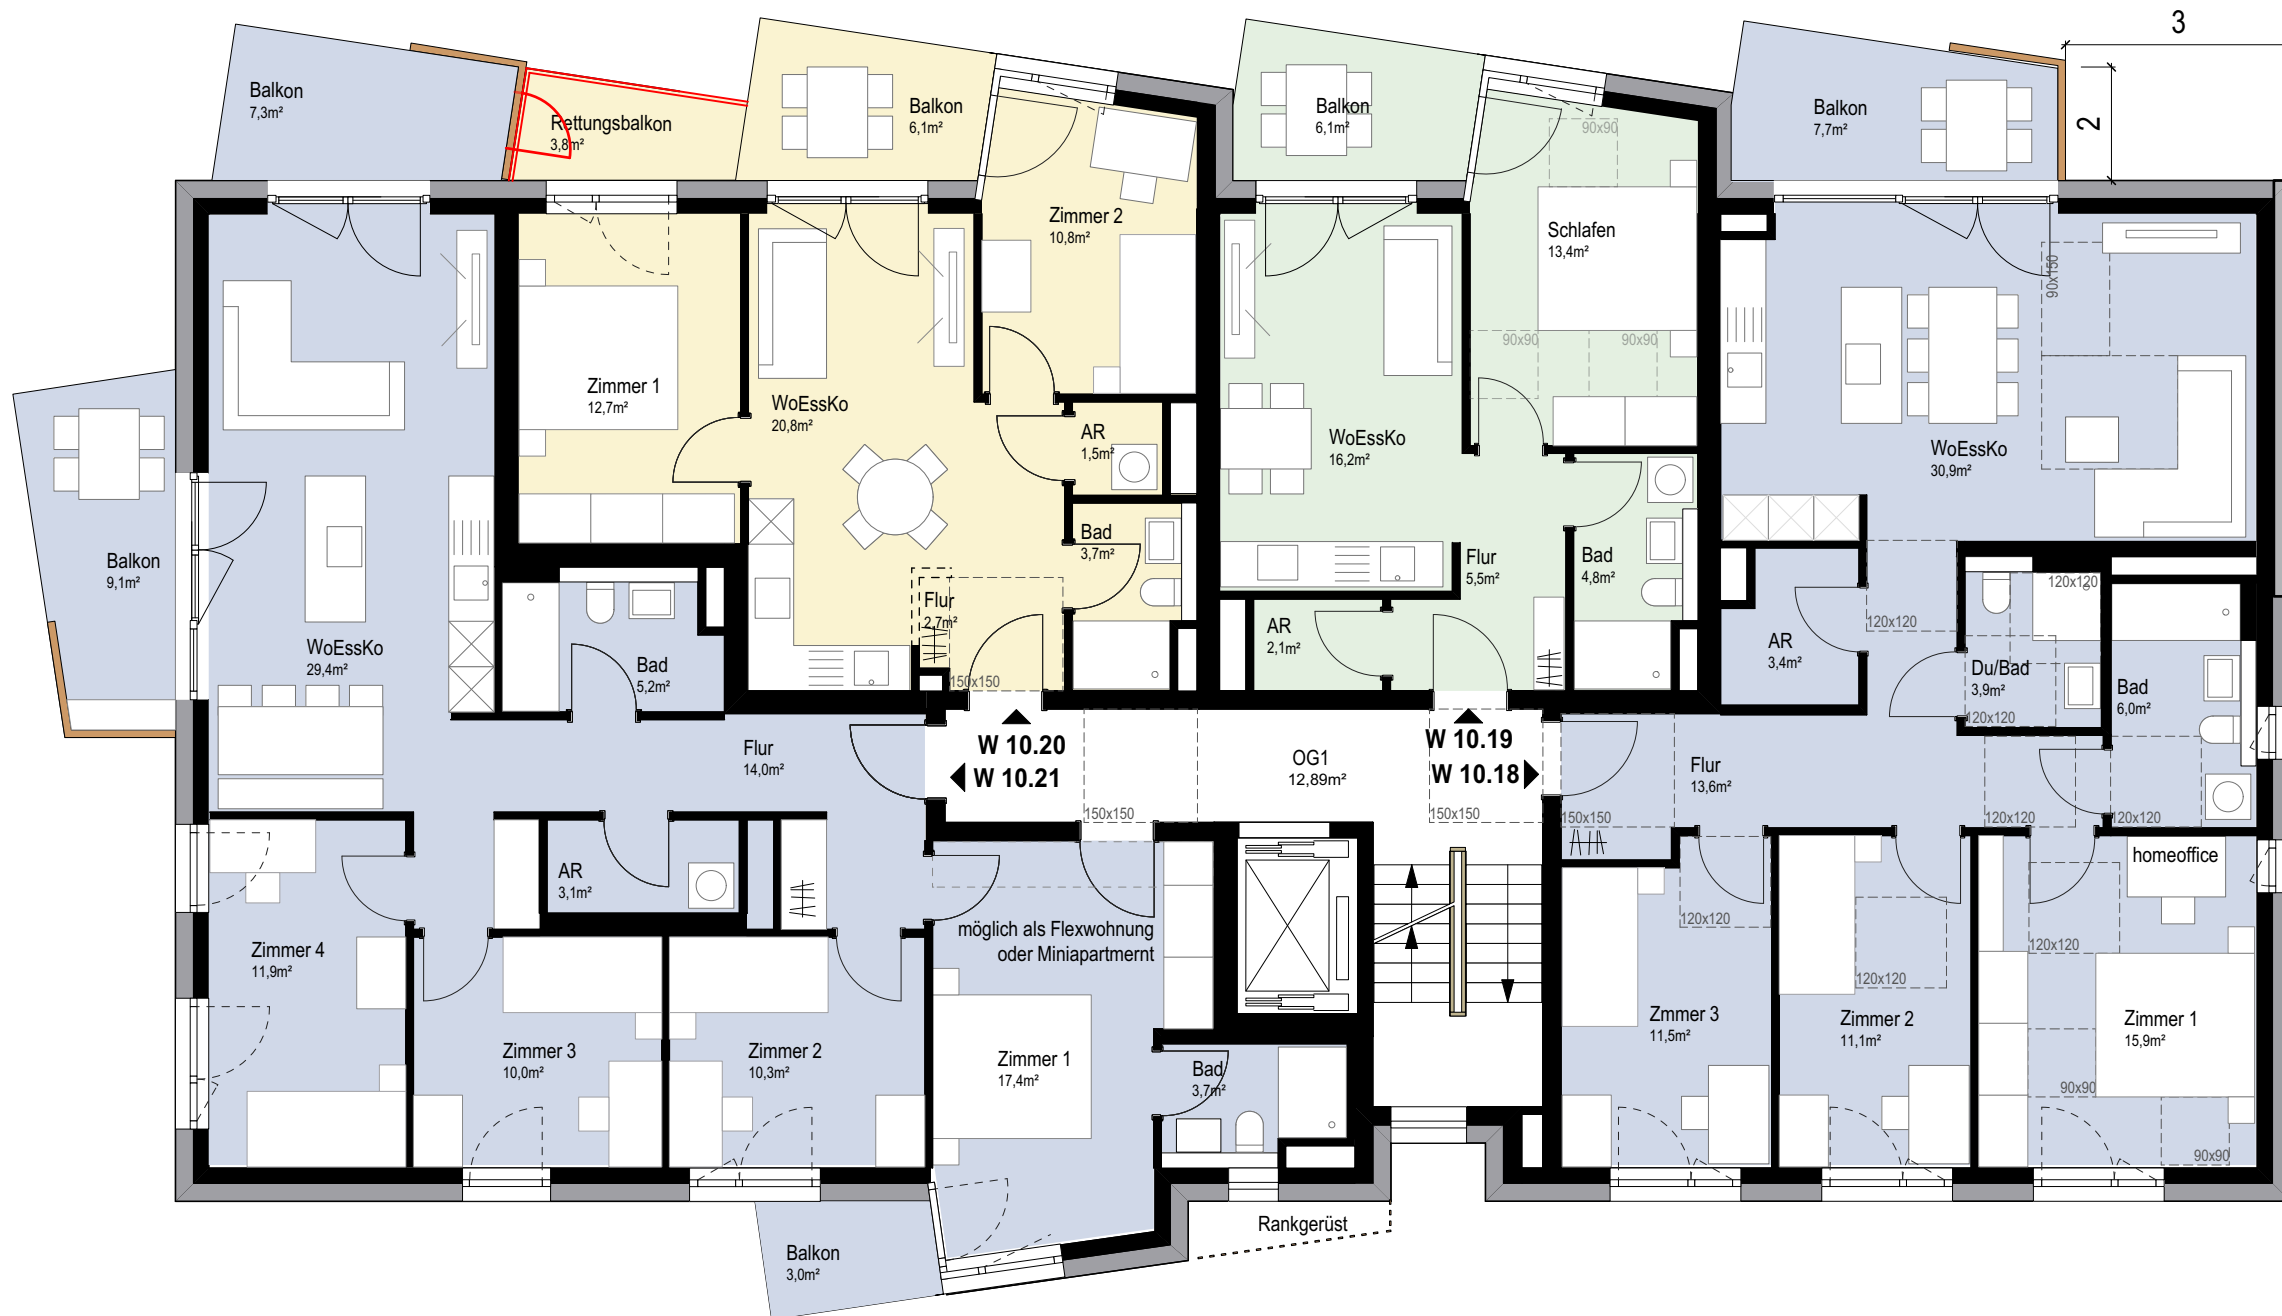 3
2
Balkon
7,3m²
Rettungsbalkon
3,8m²
Balkon
6,1m²
Balkon
6,1m²
90x90
Balkon
7,7m²
Zimmer 2
10,8m²
Schlafen
13,4m²
90x150
90x90
90x90
Zimmer 1
12,7m²
WoEssKo
20,8m²
AR
1,5m²
WoEssKo
16,2m²
WoEssKo
30,9m²
Balkon
9,1m²
Bad
3,7m²
Flur
5,5m²
Bad
4,8m²
Flur
2,7m²
120x120
120x120
WoEssKo
29,4m²
Bad
5,2m²
AR
2,1m²
AR
3,4m²
Du/Bad
3,9m²
Bad
6,0m²
150x150
120x120
Flur
14,0m²
W 10.20
W 10.21
OG1
12,89m²
W 10.19
W 10.18
Flur
13,6m²
150x150
150x150
150x150
120x120
120x120
AR
3,1m²
homeoffice
möglich als Flexwohnung
oder Miniapartmernt
120x120
120x120
120x120
Zimmer 4
11,9m²
Zimmer 3
10,0m²
Zimmer 2
10,3m²
Zimmer 1
17,4m²
Bad
3,7m²
Zmmer 3
11,5m²
Zimmer 2
11,1m²
Zimmer 1
15,9m²
90x90
90x90
Rankgerüst
Balkon
3,0m²